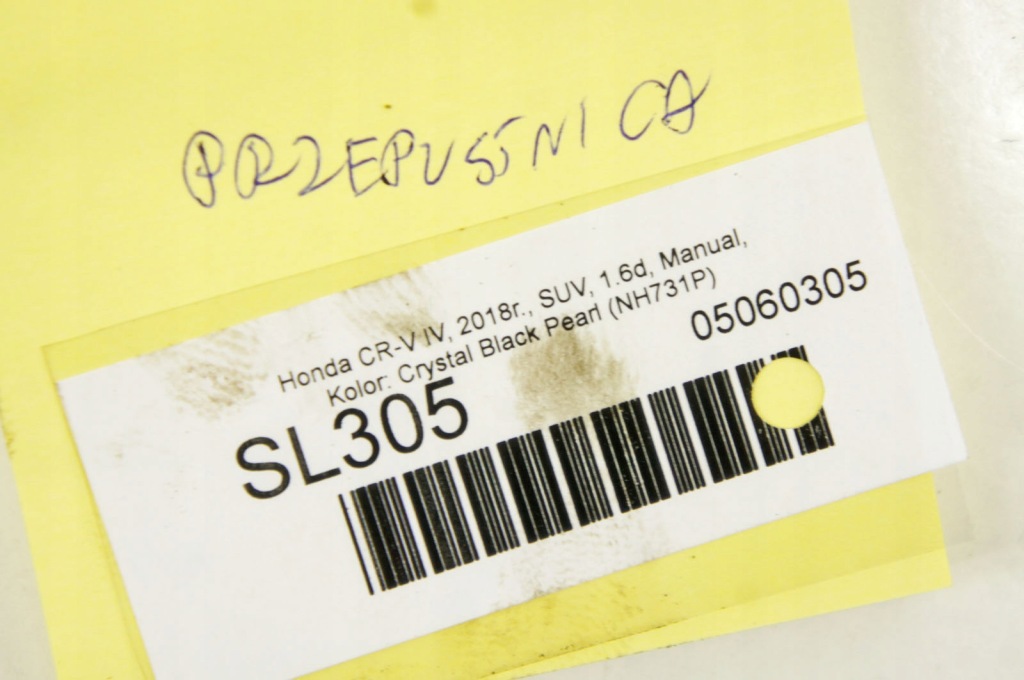 PRZEPUSTNICA
Honda CR-V IV, 2018r., SUV, 1.6d, Manual,
Kolor: Crystal Black Pearl (NH731P)
SL305
05060305